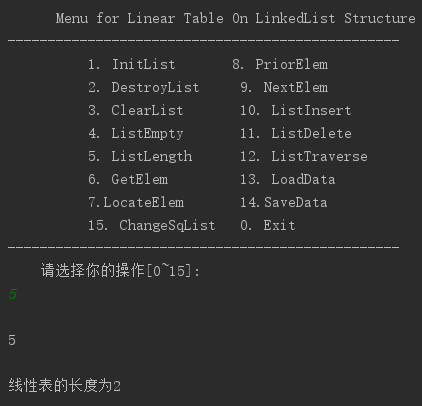 Menu for Linear Table On LinkedList Structure
-------------------------------------------------
1. InitList 8. PriorElem
2. DestroyList 9. NextElem
3. ClearList 10. ListInsert
4. ListEmpty 11. ListDelete
5. ListLength 12. ListTraverse
6. GetElem 13. LoadData
7.LocateElem 14.SaveData
15. ChangeSqList 0. Exit
-------------------------------------------------
请选择你的操作[0~15]:
5
5
线性表的长度为2